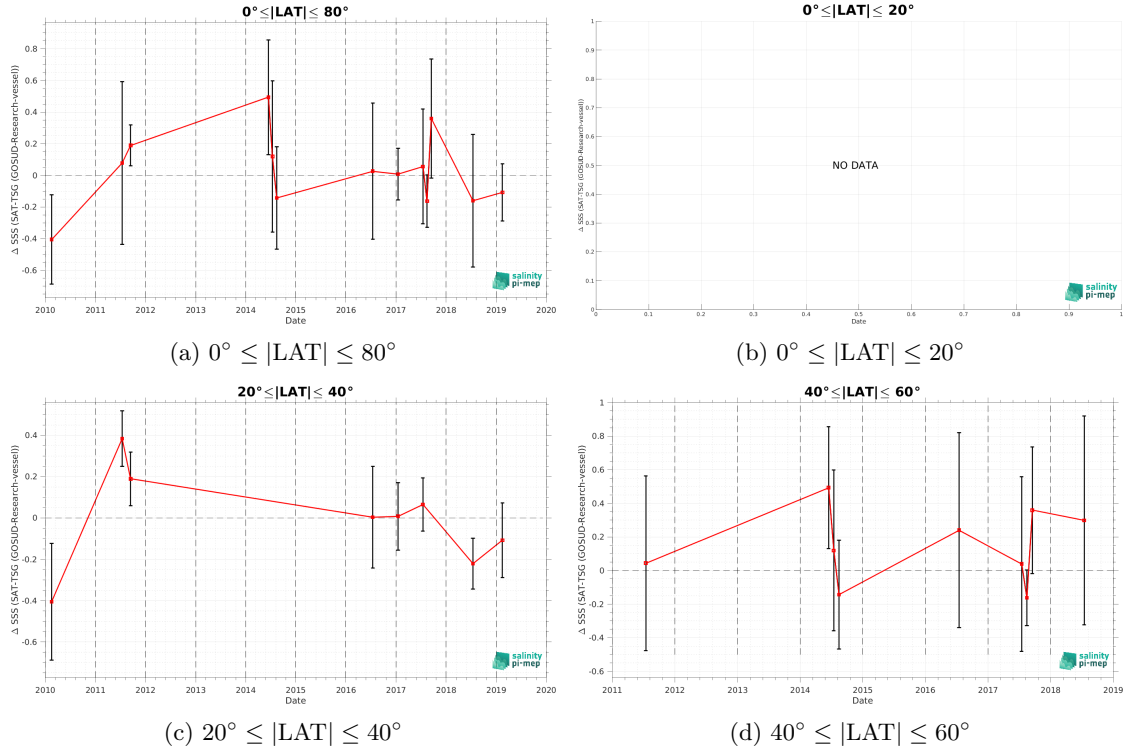 0°≤|LAT|≤ 80°
Δ SSS (SAT-TSG (GOSUD-Research-vessel))
0.8
0.6
0.4
0.2
0
-0.2
-0.4
-0.6
2010 2011 2012 2013 2014 2015 2016 2017 2018 2019 2020
Date
salinity
pi-mep
(a) 0° ≤ |LAT| ≤ 80°
0°≤|LAT|≤ 20°
Δ SSS (SAT-TSG (GOSUD-Research-vessel))
1
0.9
0.8
0.7
0.6
0.5
0.4
0.3
0.2
0.1
0
NO DATA
0 0.1 0.2 0.3 0.4 0.5 0.6 0.7 0.8 0.9 1
Date
salinity
pi-mep
(b) 0° ≤ |LAT| ≤ 20°
20°≤|LAT|≤ 40°
Δ SSS (SAT-TSG (GOSUD-Research-vessel))
0.4
0.2
0
-0.2
-0.4
-0.6
2010 2011 2012 2013 2014 2015 2016 2017 2018 2019 2020
Date
salinity
pi-mep
(c) 20° ≤ |LAT| ≤ 40°
40°≤|LAT|≤ 60°
Δ SSS (SAT-TSG (GOSUD-Research-vessel))
1
0.8
0.6
0.4
0.2
0
-0.2
-0.4
-0.6
2011 2012 2013 2014 2015 2016 2017 2018 2019
Date
salinity
pi-mep
(d) 40° ≤ |LAT| ≤ 60°